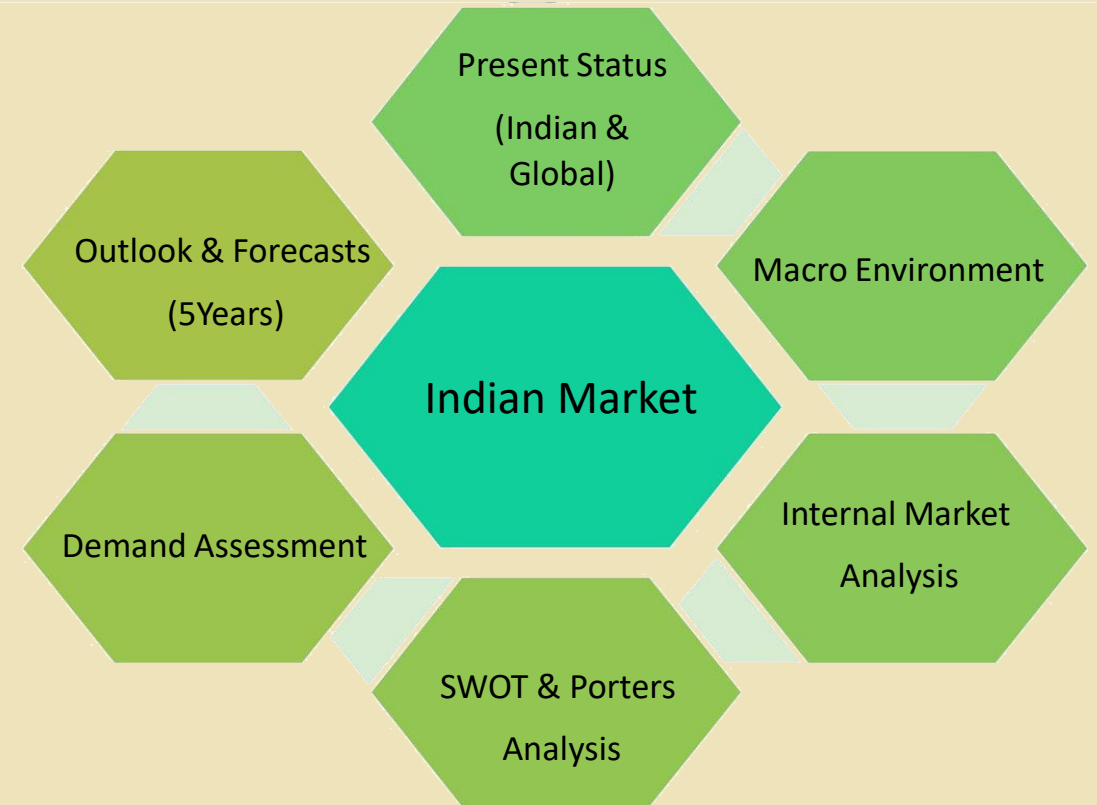 Present Status
(Indian &
Global)
Macro Environment
Internal Market
Analysis
SWOT & Porters
Analysis
Demand Assessment
Outlook & Forecasts
(5Years)
Indian Market